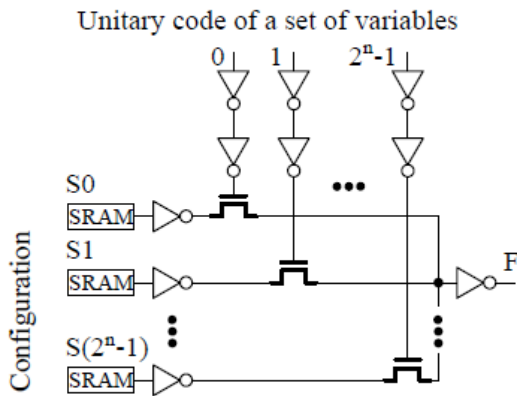 Unitary code of a set of variables
0 1 2ⁿ-1
S0
SRAM
S1
SRAM
F
S(2ⁿ-1)
SRAM
Configuration